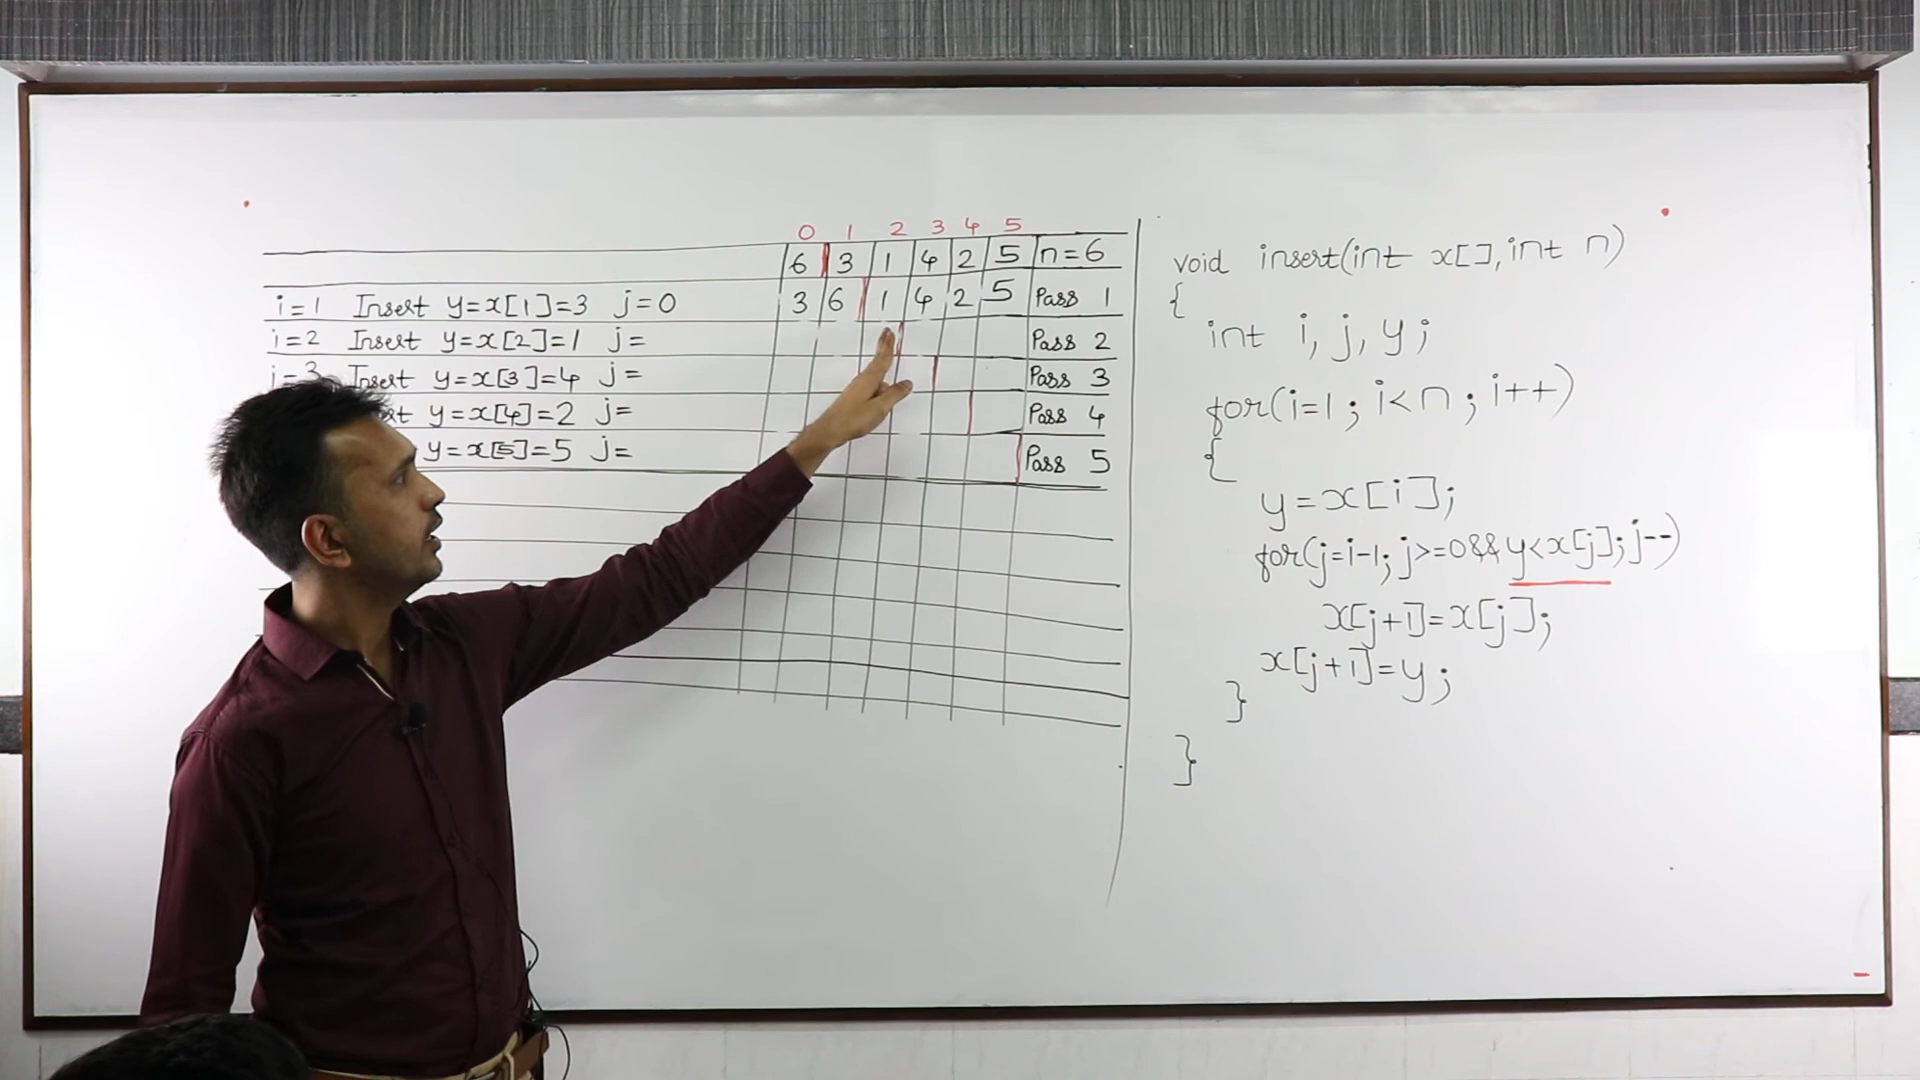 0 1 2 3 4 5
6 3 1 4 2 5 n=6
i=1 Insert y=x[1]=3 j=0 3 6 1 4 2 5 Pass 1
i=2 Insert y=x[2]=1 j= Pass 2
i=3 Insert y=x[3]=4 j= Pass 3
y=x[4]=2 j= Pass 4
y=x[5]=5 j= Pass 5
void insert(int x[], int n)
{
int i, j, y;
for(i=1; i<n; i++)
{
y=x[i];
for(j=i-1; j>=0&&y<x[j]; j--)
x[j+1]=x[j];
x[j+1]=y;
}
}